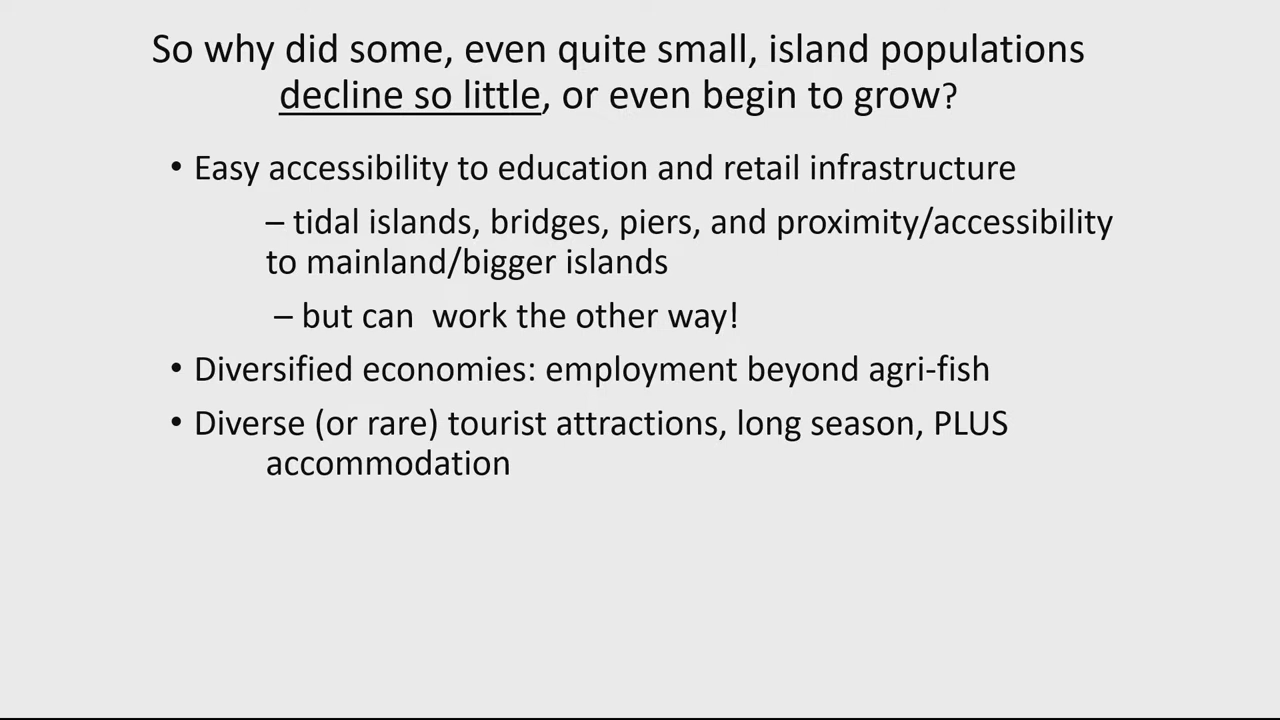 So why did some, even quite small, island populations
decline so little, or even begin to grow?
• Easy accessibility to education and retail infrastructure
– tidal islands, bridges, piers, and proximity/accessibility
to mainland/bigger islands
– but can  work the other way!
• Diversified economies: employment beyond agri-fish
• Diverse (or rare) tourist attractions, long season, PLUS
accommodation